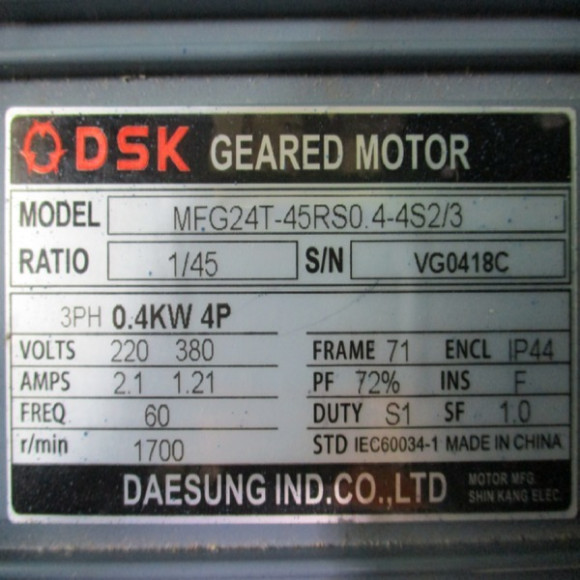 DSK GEARED MOTOR
MODEL MFG24T-45RS0.4-4S2/3
RATIO 1/45 S/N VG0418C
3PH 0.4KW 4P
VOLTS 220 380 FRAME 71 ENCL IP44
AMPS 2.1 1.21 PF 72% INS F
FREQ 60 DUTY S1 SF 1.0
r/min 1700 STD IEC60034-1 MADE IN CHINA
DAESUNG IND.CO.,LTD MOTOR MFG.
SHIN KANG ELEC.